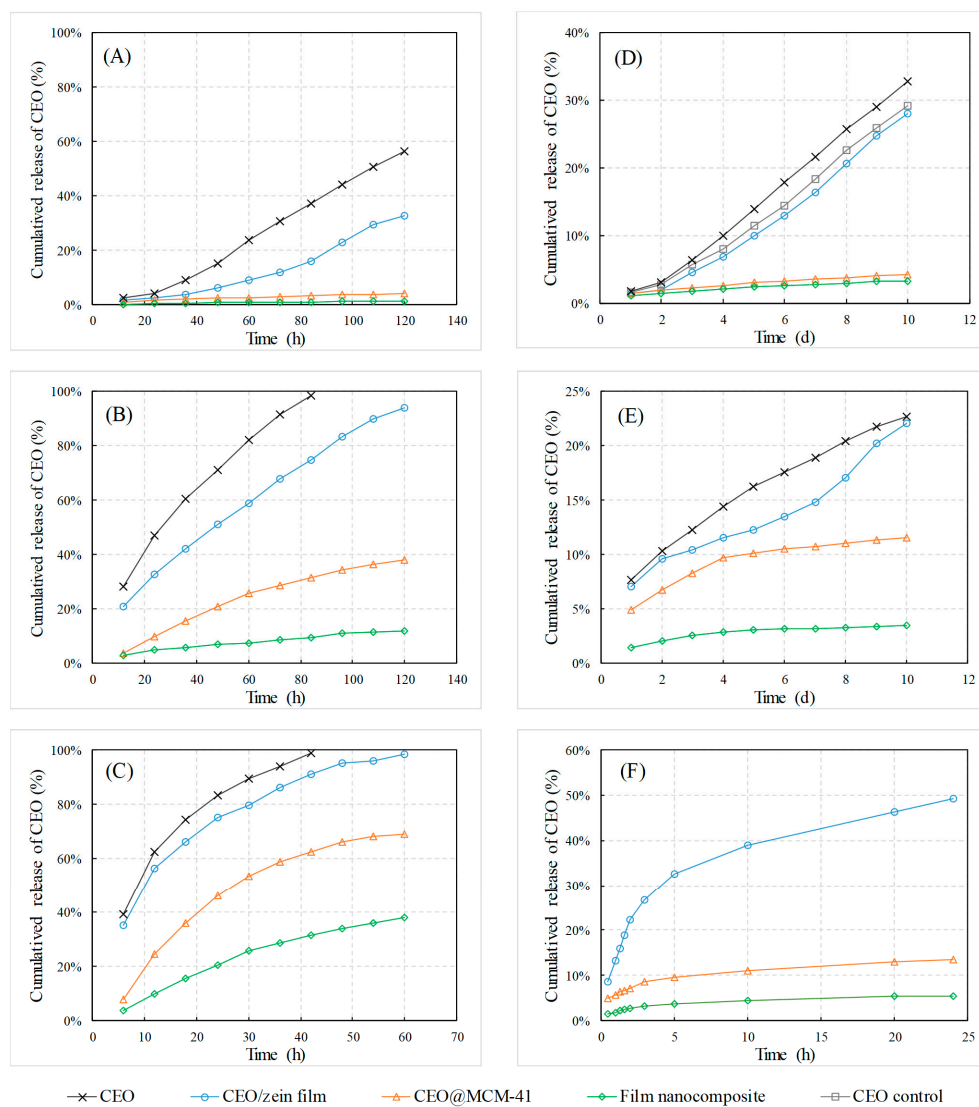 (A)
Cumulatived release of CEO (%)
100%
80%
60%
40%
20%
0%
0 20 40 60 80 100 120 140
Time (h)
(D)
Cumulatived release of CEO (%)
40%
30%
20%
10%
0%
0 2 4 6 8 10 12
Time (d)
(B)
Cumulatived release of CEO (%)
100%
80%
60%
40%
20%
0%
0 20 40 60 80 100 120 140
Time (h)
(E)
Cumulatived release of CEO (%)
25%
20%
15%
10%
5%
0%
0 2 4 6 8 10 12
Time (d)
(C)
Cumulatived release of CEO (%)
100%
80%
60%
40%
20%
0%
0 10 20 30 40 50 60 70
Time (h)
(F)
Cumulatived release of CEO (%)
60%
50%
40%
30%
20%
10%
0%
0 5 10 15 20 25
Time (h)
CEO CEO/zein film CEO@MCM-41 Film nanocomposite CEO control